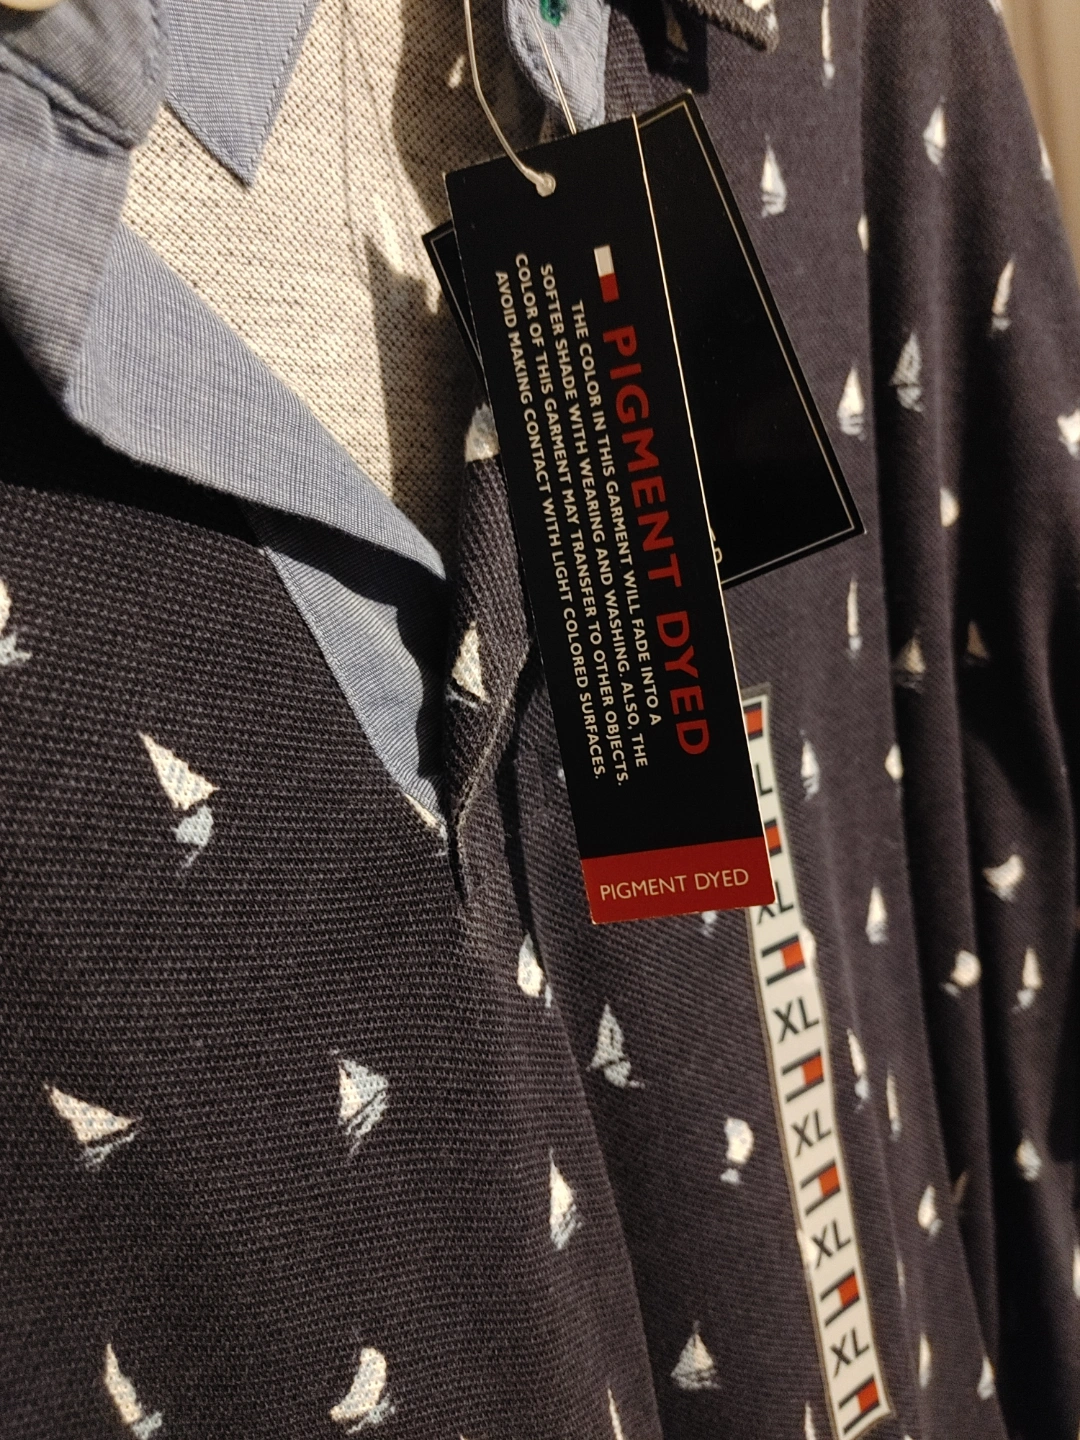 PIGMENT DYED
THE COLOR IN THIS GARMENT WILL FADE INTO A
SOFTER SHADE WITH WEARING AND WASHING. ALSO, THE
COLOR OF THIS GARMENT MAY TRANSFER TO OTHER OBJECTS.
AVOID MAKING CONTACT WITH LIGHT COLORED SURFACES.
PIGMENT DYED
XL
XL
XL
XL
XL